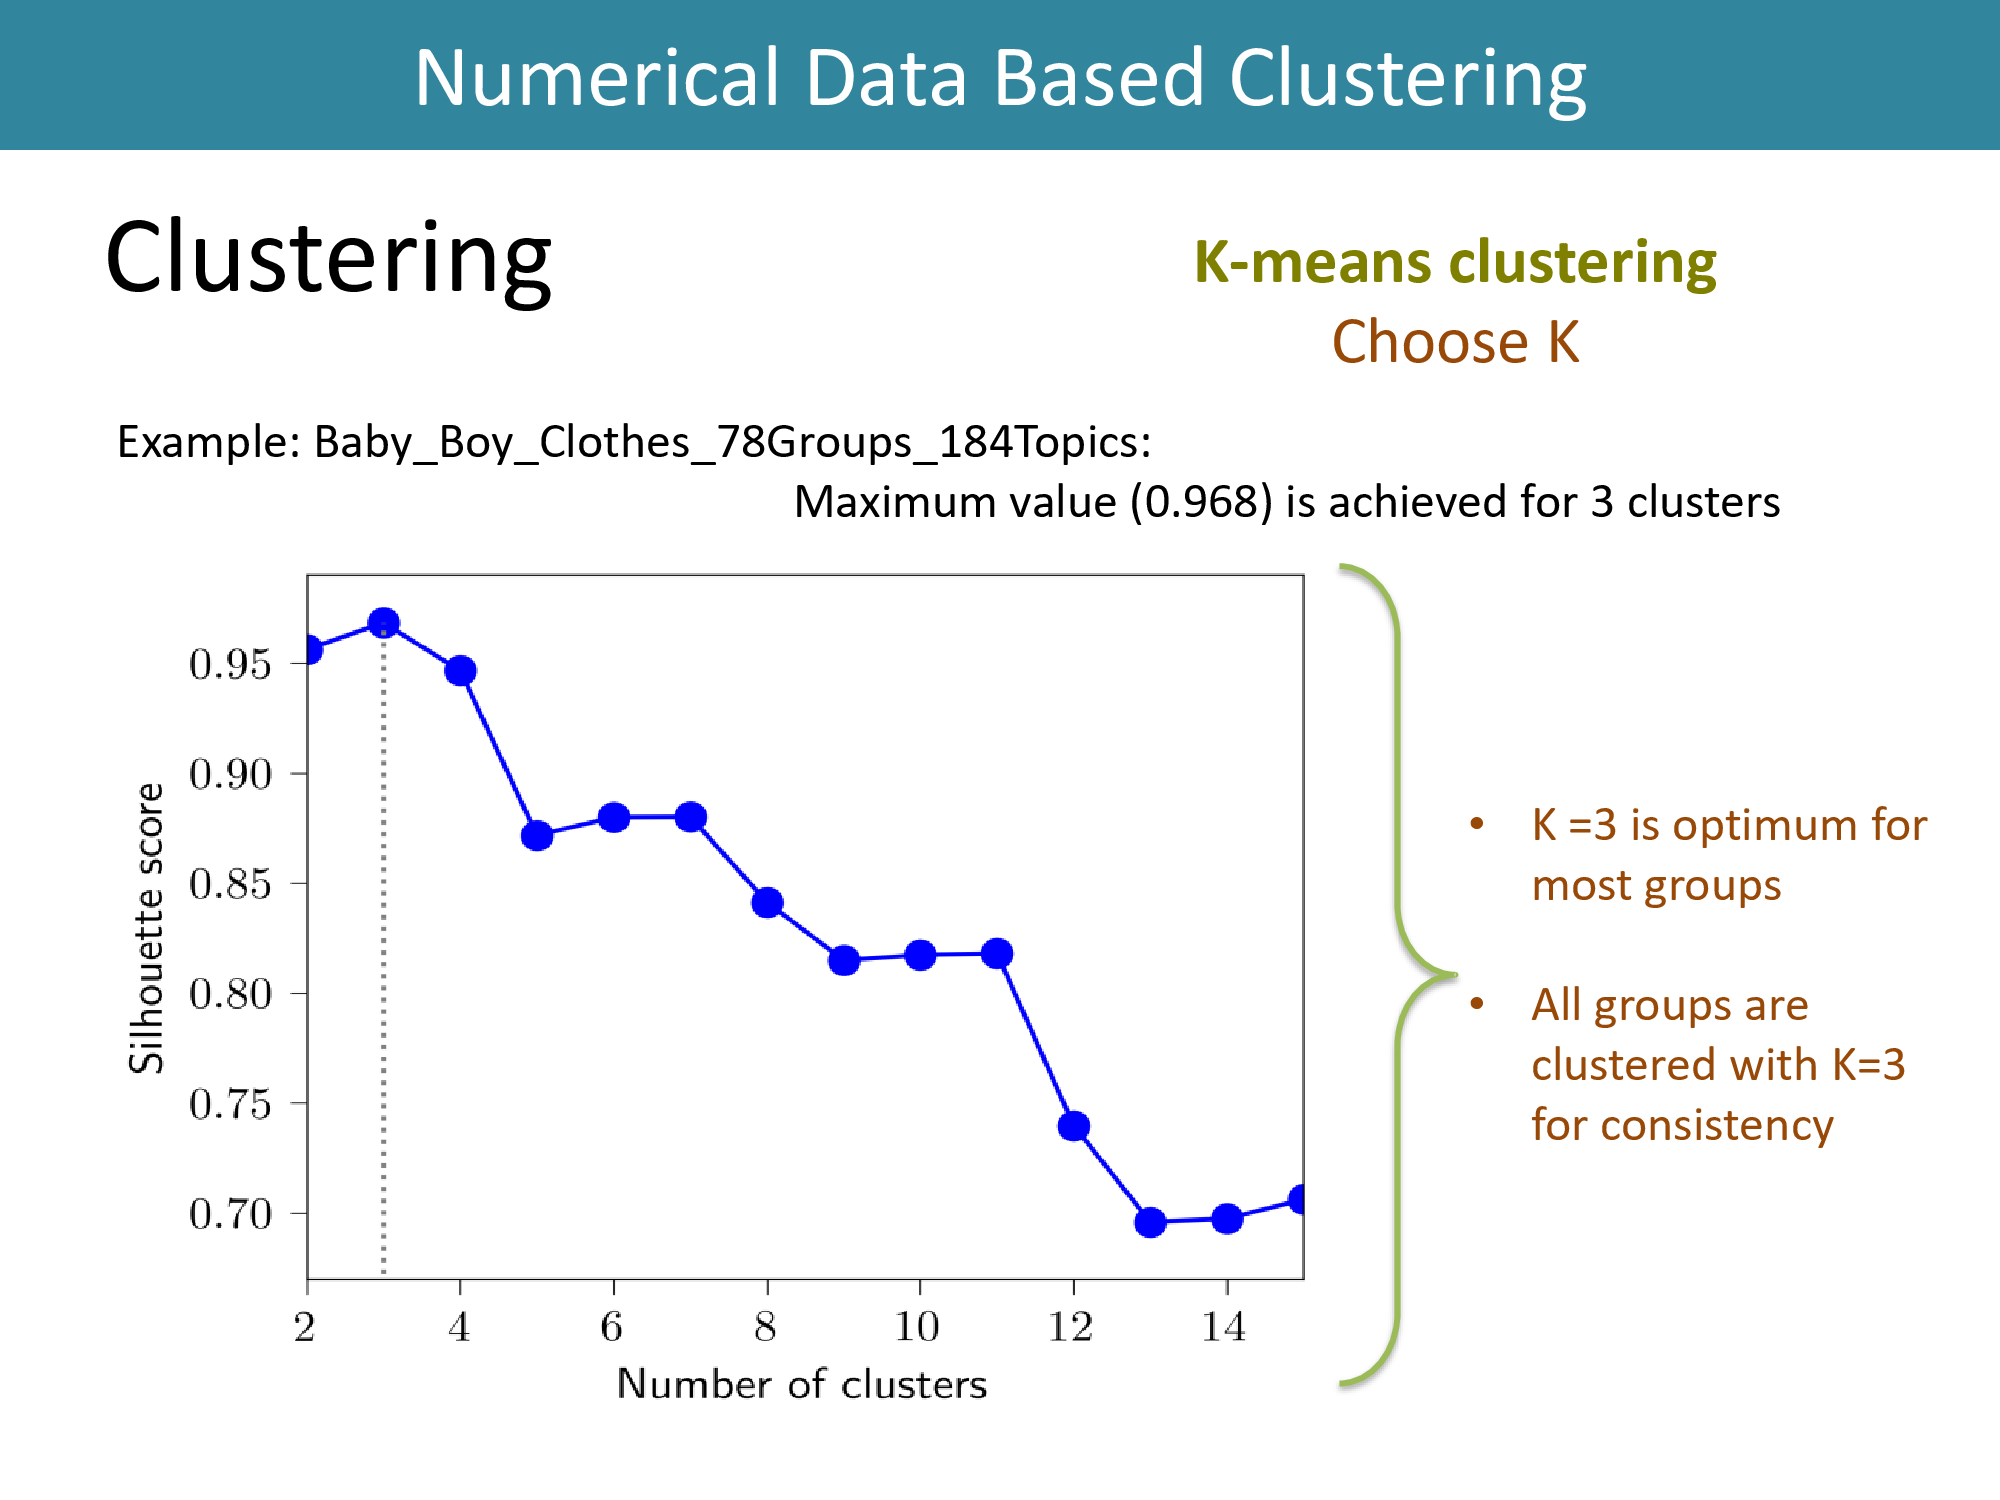 Numerical Data Based Clustering
Clustering
K-means clustering
Choose K
Example: Baby_Boy_Clothes_78Groups_184Topics:
Maximum value (0.968) is achieved for 3 clusters
0.95
0.90
0.85
0.80
0.75
0.70
Silhouette score
2 4 6 8 10 12 14
Number of clusters
• K =3 is optimum for
most groups
• All groups are
clustered with K=3
for consistency